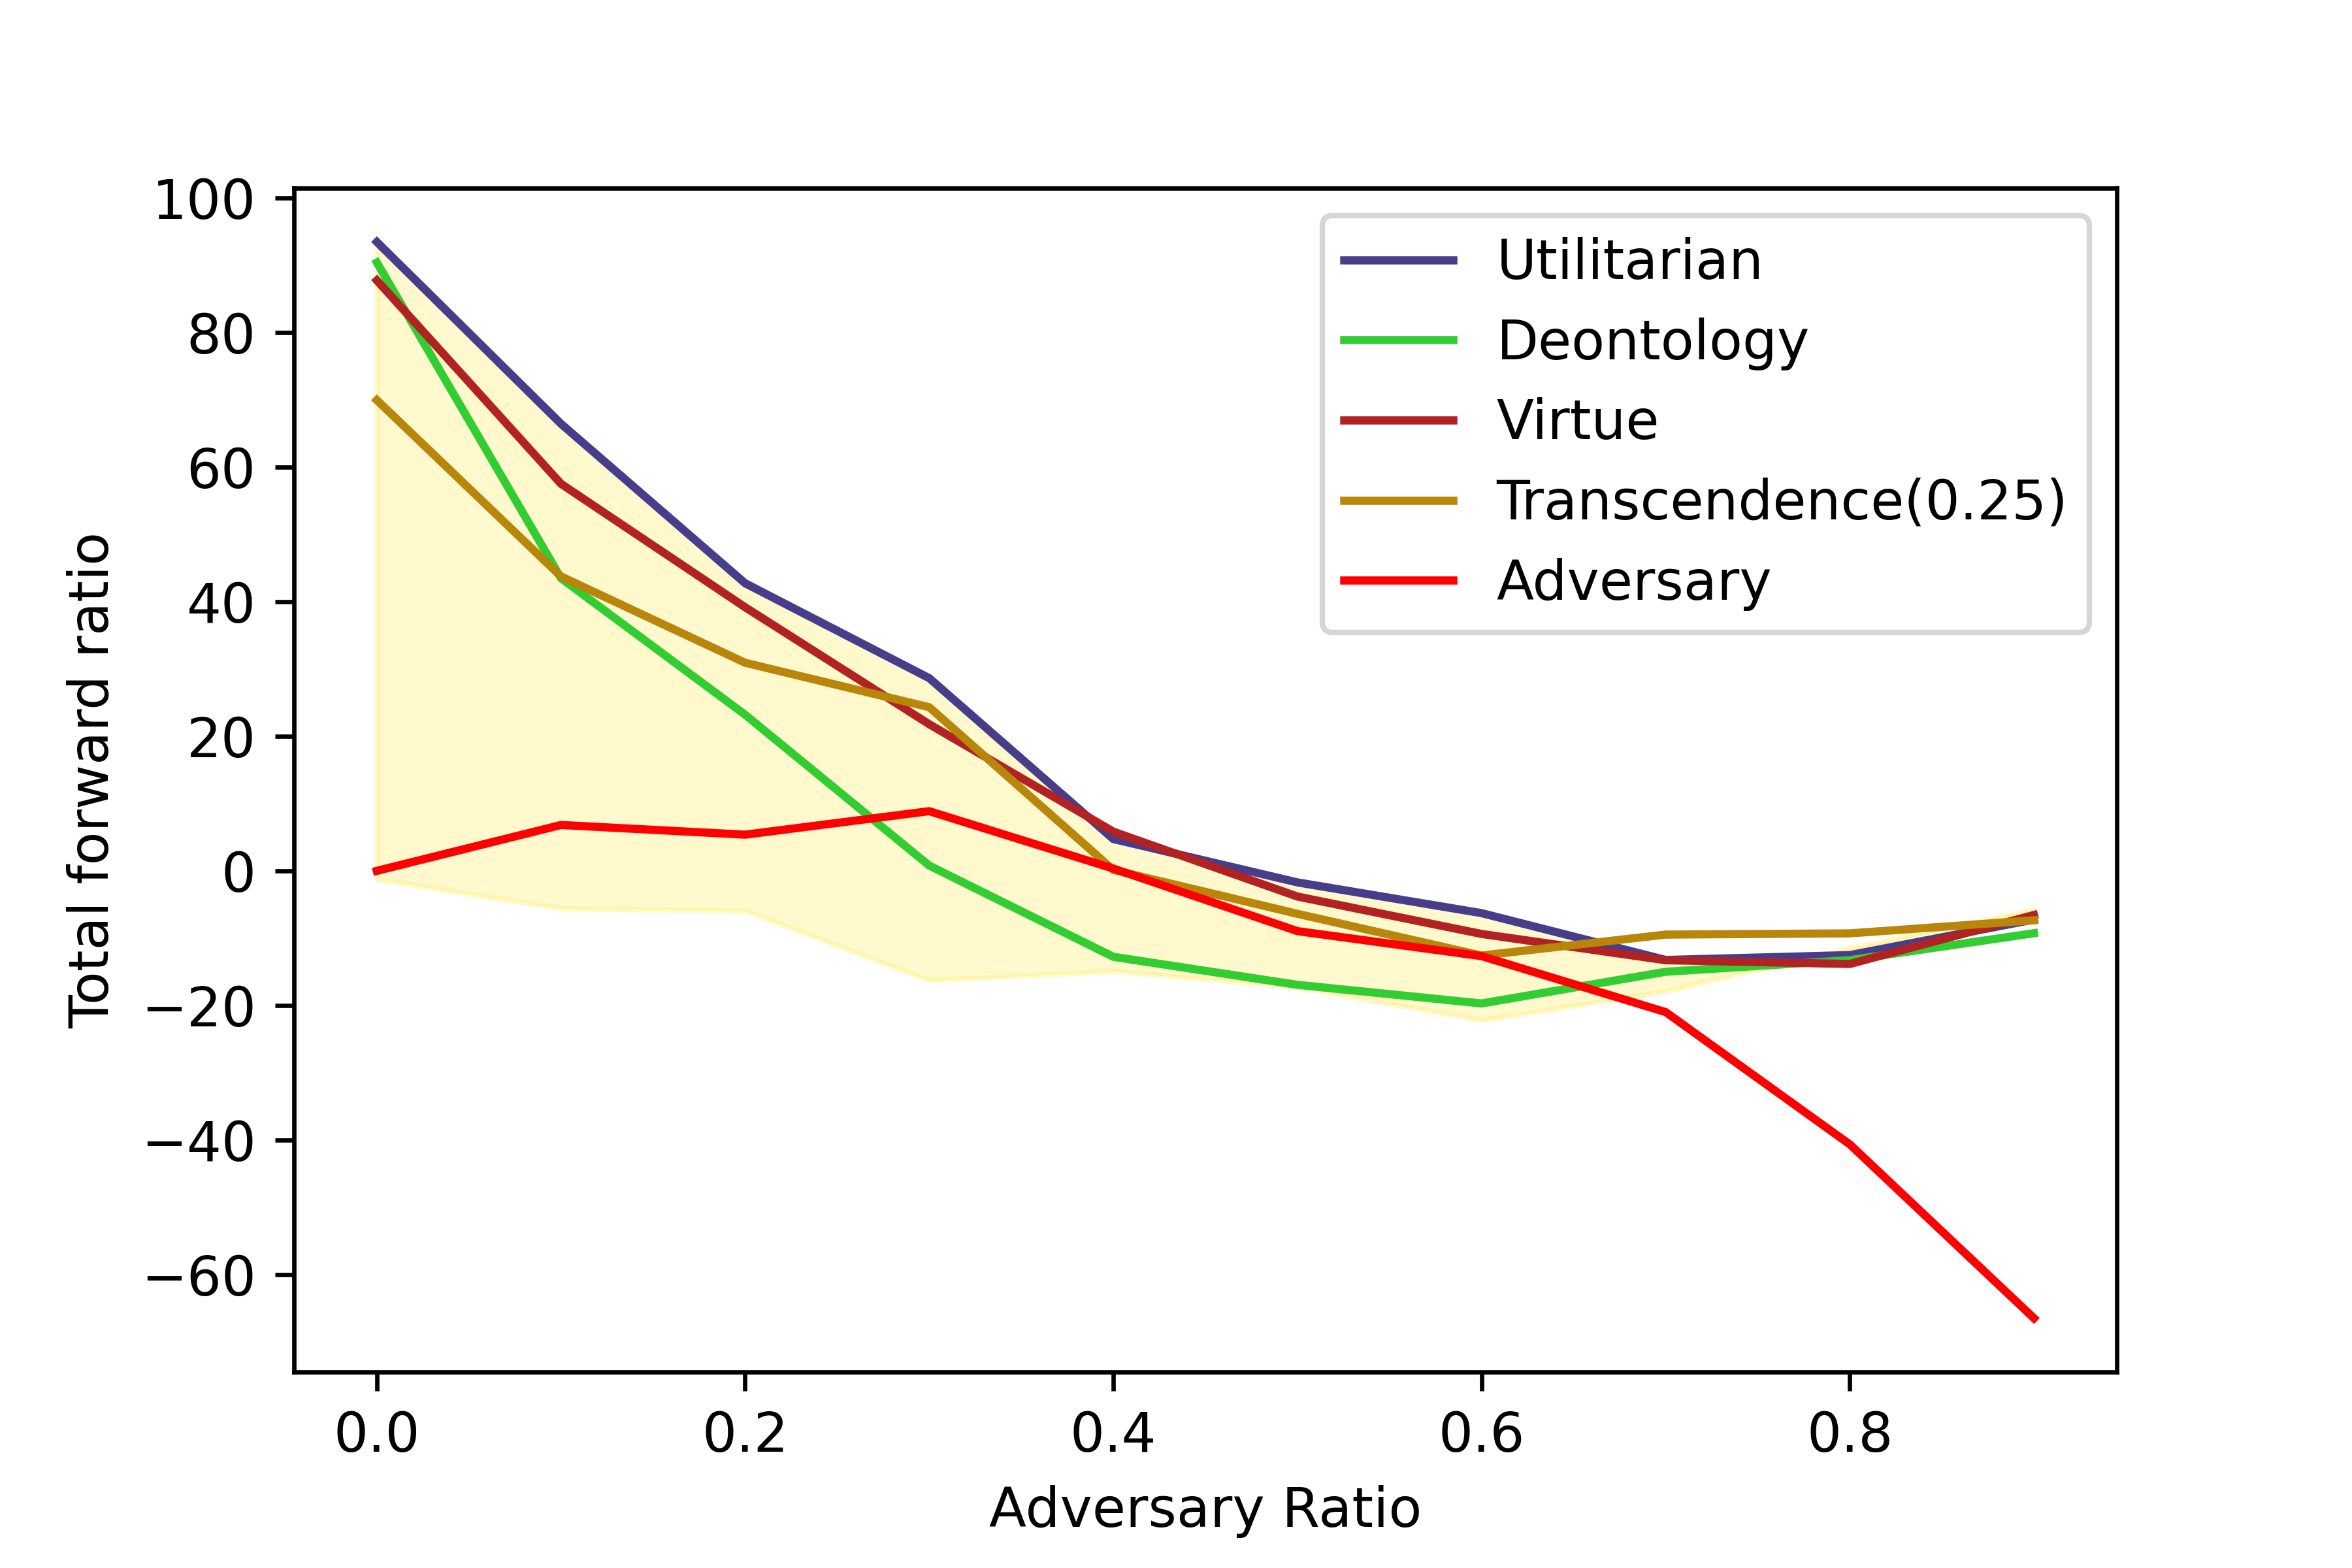 100
80
60
40
20
0
−20
−40
−60
Total forward ratio
Utilitarian
Deontology
Virtue
Transcendence(0.25)
Adversary
0.0 0.2 0.4 0.6 0.8
Adversary Ratio